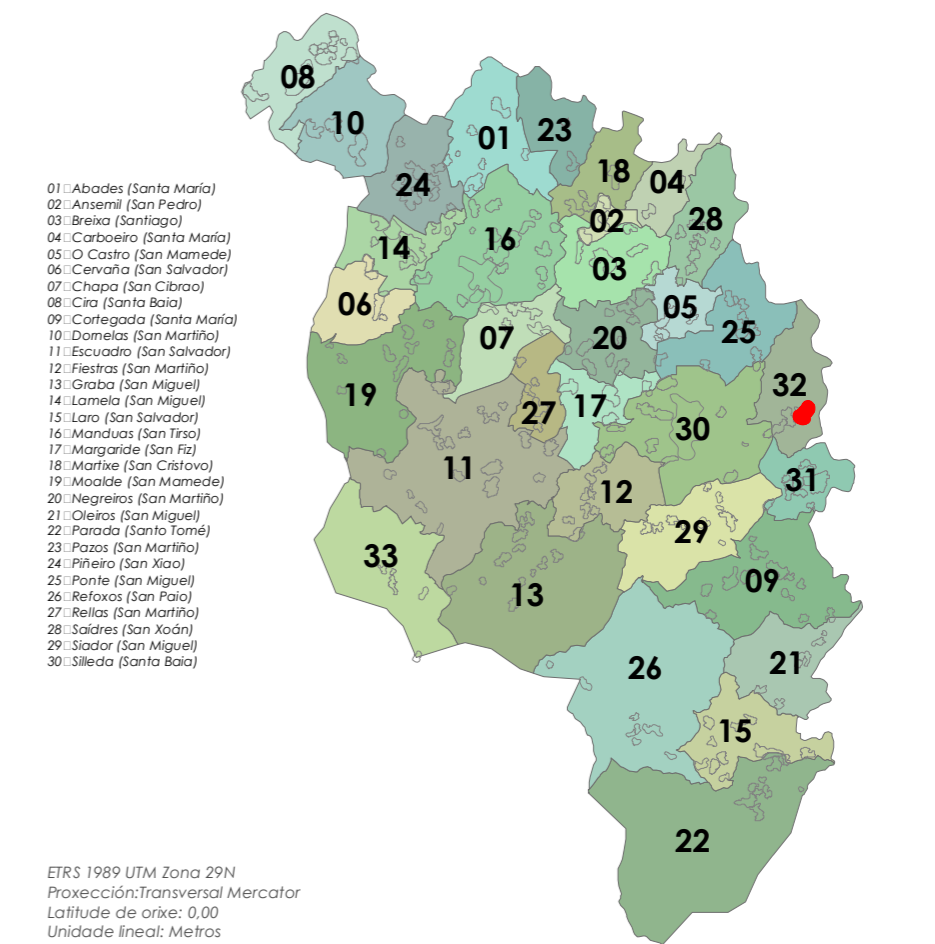 08
10
01
23
24
18
04
02
28
14
16
03
06
05
07
20
25
19
27
17
32
30
11
12
31
33
29
13
09
26
21
15
22
01 Abades (Santa María)
02 Ansemil (San Pedro)
03 Breixa (Santiago)
04 Carboeiro (Santa María)
05 O Castro (San Mamede)
06 Cervaña (San Salvador)
07 Chapa (San Cibrao)
08 Cira (Santa Baia)
09 Cortegada (Santa María)
10 Dornelas (San Martiño)
11 Escuadro (San Salvador)
12 Fiestras (San Martiño)
13 Graba (San Miguel)
14 Lamela (San Miguel)
15 Laro (San Salvador)
16 Manduas (San Tirso)
17 Margaride (San Fiz)
18 Martixe (San Cristovo)
19 Moalde (San Mamede)
20 Negreiros (San Martiño)
21 Oleiros (San Miguel)
22 Parada (Santo Tomé)
23 Pazos (San Martiño)
24 Piñeiro (San Xiao)
25 Ponte (San Miguel)
26 Refoxos (San Paio)
27 Rellas (San Martiño)
28 Saídres (San Xoán)
29 Siador (San Miguel)
30 Silleda (Santa Baia)
ETRS 1989 UTM Zona 29N
Proxección:Transversal Mercator
Latitude de orixe: 0,00
Unidade lineal: Metros